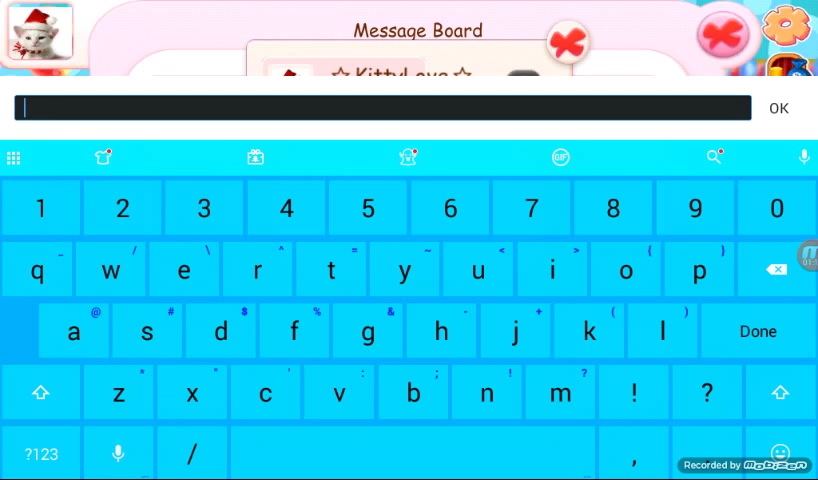 Message Board
☆ KittyLove ☆
OK
GIF
1 2 3 4 5 6 7 8 9 0
_ / \ ^ = ~ < > { }
q w e r t y u i o p
@ # $ % & - + ( )
a s d f g h j k l Done
* " ' : ; ! ?
z x c v b n m ! ?
?123 / , .
Recorded by MOBIZEN